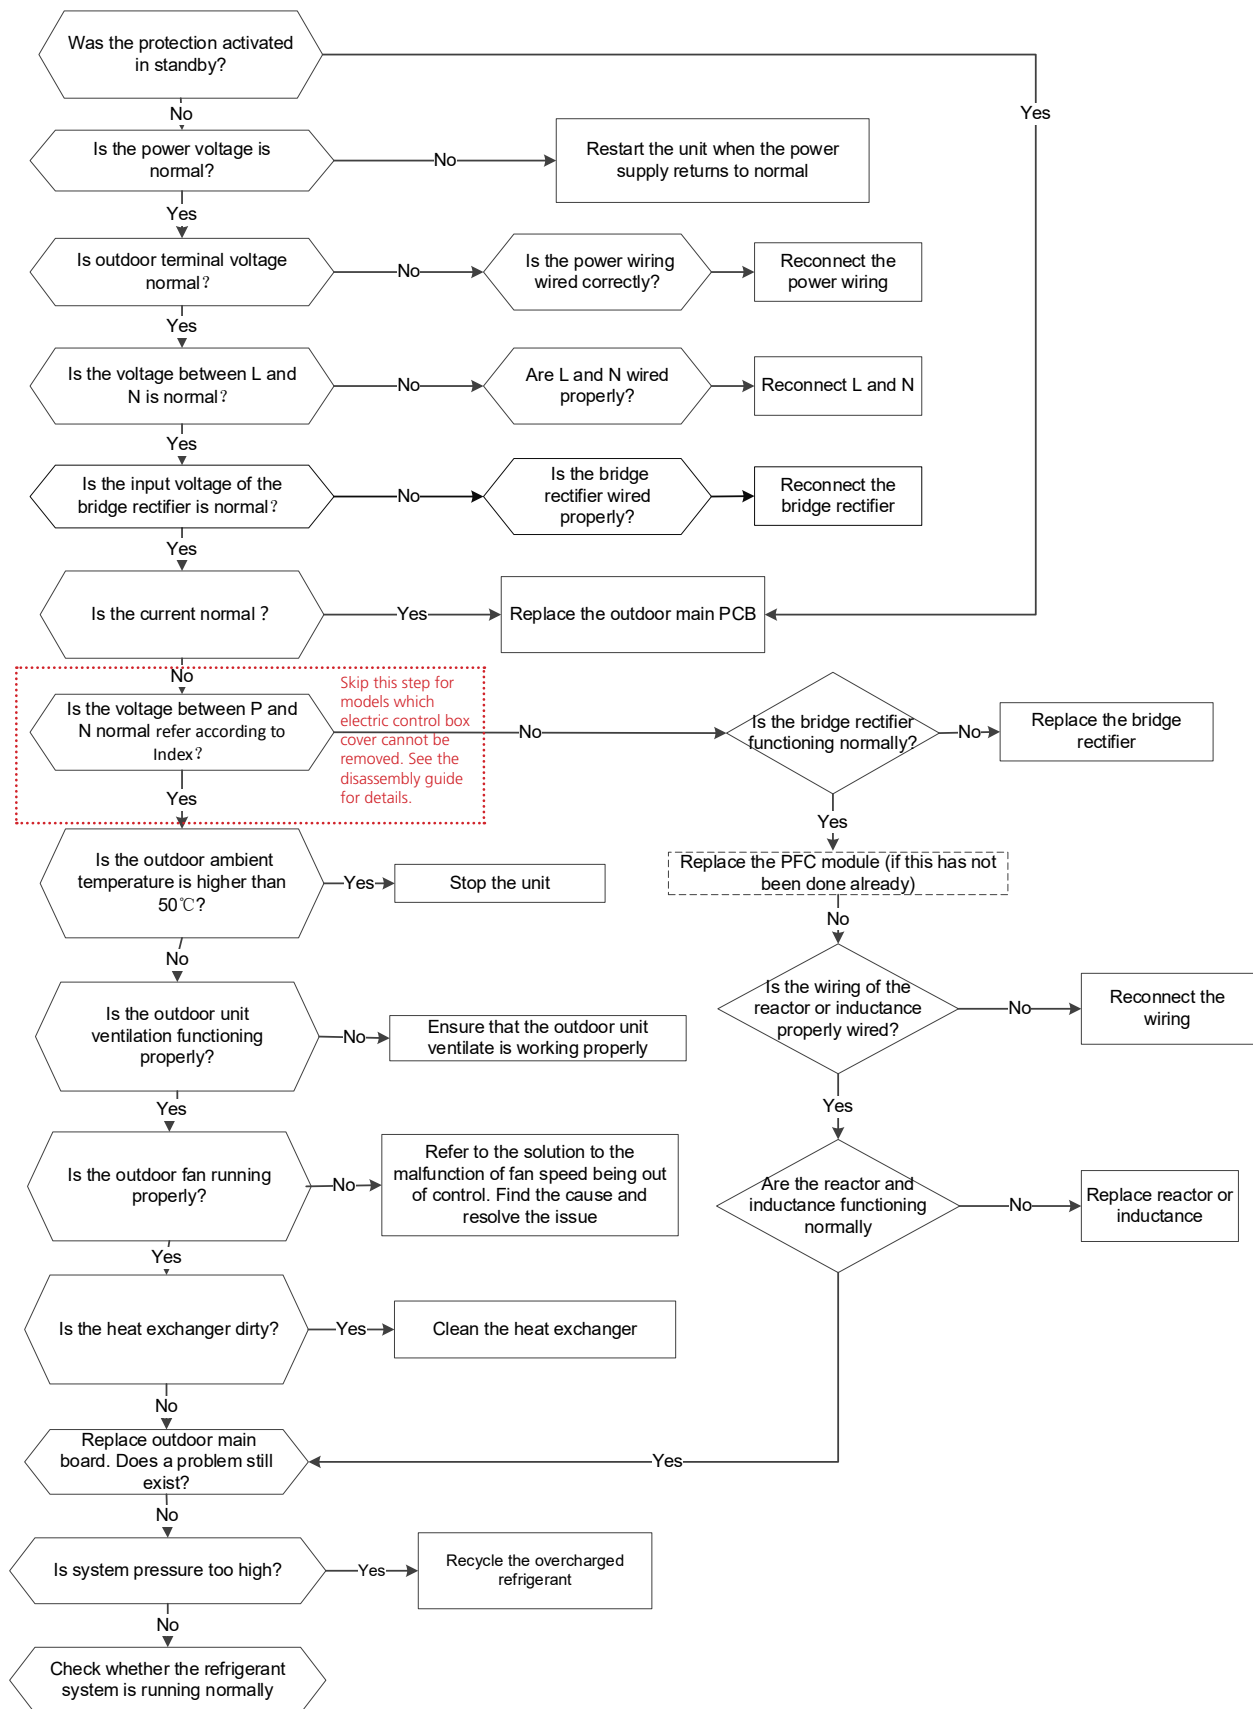 Was the protection activated
in standby?
Yes
No
Is the power voltage is
normal?
No
Restart the unit when the power
supply returns to normal
Yes
Is outdoor terminal voltage
normal?
No
Is the power wiring
wired correctly?
Reconnect the
power wiring
Yes
Is the voltage between L and
N is normal?
No
Are L and N wired
properly?
Reconnect L and N
Yes
Is the input voltage of the
bridge rectifier is normal?
No
Is the bridge
rectifier wired
properly?
Reconnect the
bridge rectifier
Yes
Is the current normal ?
Yes
Replace the outdoor main PCB
No
Is the voltage between P and
N normal refer according to
Index?
Skip this step for
models which
electric control box
cover cannot be
removed. See the
disassembly guide
for details.
No
Is the bridge rectifier
functioning normally?
No
Replace the bridge
rectifier
Yes
Yes
Is the outdoor ambient
temperature is higher than
50℃?
Yes
Stop the unit
Replace the PFC module (if this has not
been done already)
No
No
Is the outdoor unit
ventilation functioning
properly?
No
Ensure that the outdoor unit
ventilate is working properly
Is the wiring of the
reactor or inductance
properly wired?
No
Reconnect the
wiring
Yes
Yes
Is the outdoor fan running
properly?
No
Refer to the solution to the
malfunction of fan speed being out
of control. Find the cause and
resolve the issue
Are the reactor and
inductance functioning
normally
No
Replace reactor or
inductance
Yes
Is the heat exchanger dirty?
Yes
Clean the heat exchanger
No
Replace outdoor main
board. Does a problem still
exist?
Yes
No
Is system pressure too high?
Yes
Recycle the overcharged
refrigerant
No
Check whether the refrigerant
system is running normally